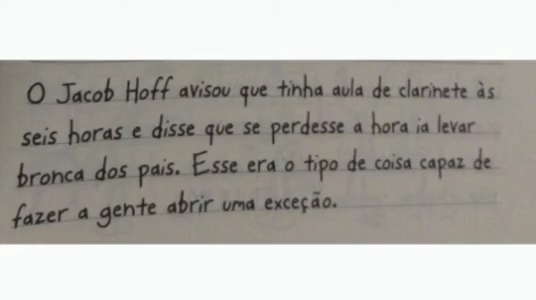 O Jacob Hoff avisou que tinha aula de clarinete às
seis horas e disse que se perdesse a hora ia levar
bronca dos pais. Esse era o tipo de coisa capaz de
fazer a gente abrir uma exceção.